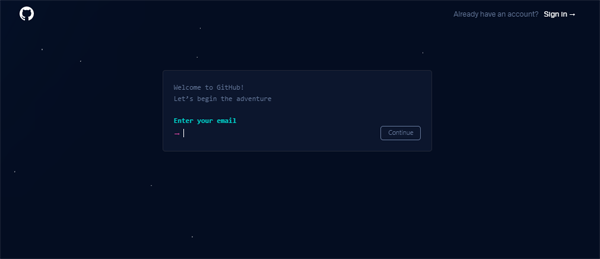 Already have an account? Sign in →
Welcome to GitHub!
Let's begin the adventure
Enter your email
→
Continue